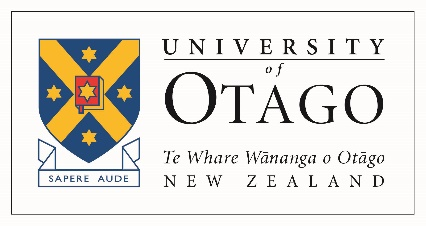 UNIVERSITY
of
OTAGO
Te Whare Wānanga o Otāgo
NEW ZEALAND
SAPERE AUDE